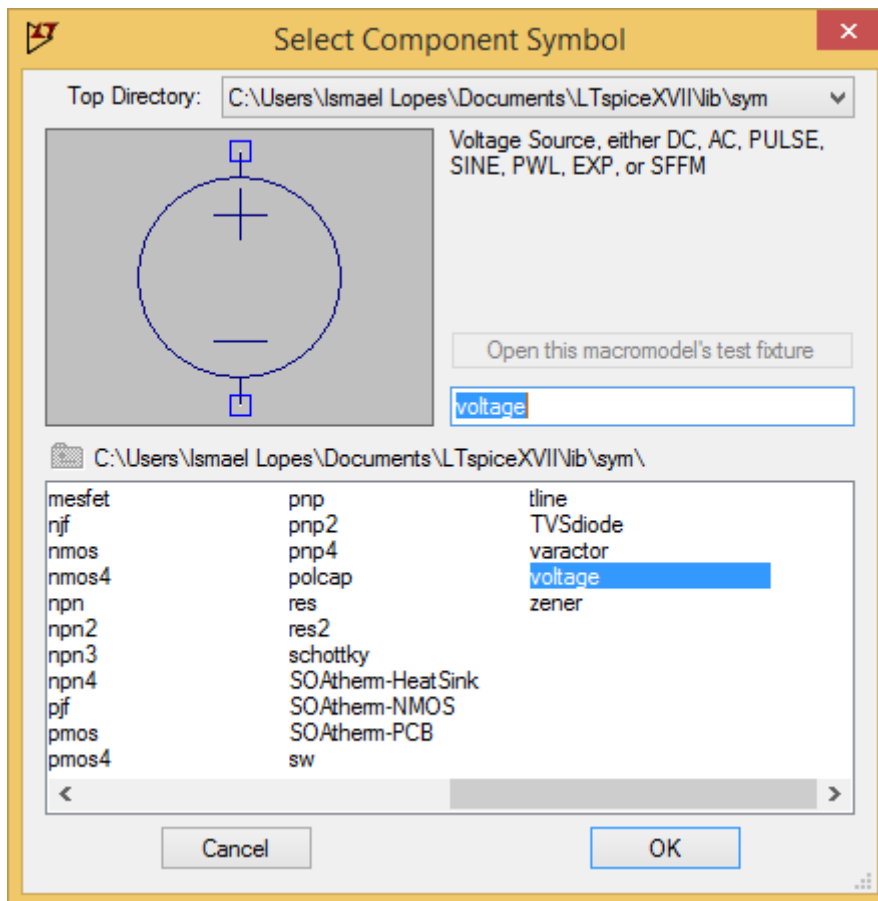 Select Component Symbol
Top Directory: C:\Users\Ismael Lopes\Documents\LTspiceXVII\lib\sym
Voltage Source, either DC, AC, PULSE,
SINE, PWL, EXP, or SFFM
Open this macromodel's test fixture
voltage
C:\Users\Ismael Lopes\Documents\LTspiceXVII\lib\sym\
mesfet pnp tline
njf pnp2 TVSdiode
nmos pnp4 varactor
nmos4 polcap voltage
npn res zener
npn2 res2
npn3 schottky
npn4 SOAtherm-HeatSink
pjf SOAtherm-NMOS
pmos SOAtherm-PCB
pmos4 sw
Cancel OK